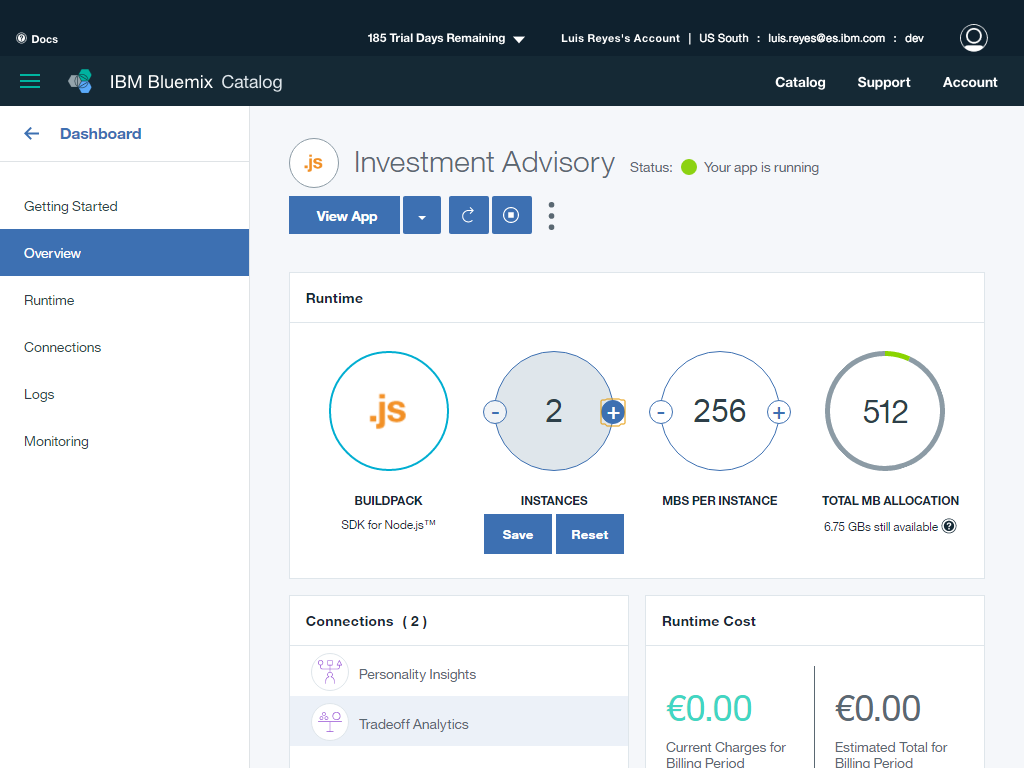 Docs
185 Trial Days Remaining
Luis Reyes's Account | US South : luis.reyes@es.ibm.com : dev
IBM Bluemix Catalog
Catalog Support Account
Dashboard
Getting Started
Overview
Runtime
Connections
Logs
Monitoring
.js
Investment Advisory
Status: Your app is running
View App
Runtime
.js
- 2 +
- 256 +
512
BUILDPACK
SDK for Node.js™
INSTANCES
Save Reset
MBS PER INSTANCE
TOTAL MB ALLOCATION
6.75 GBs still available ?
Connections ( 2 )
Personality Insights
Tradeoff Analytics
Runtime Cost
€0.00
Current Charges for
Billing Period
€0.00
Estimated Total for
Billing Period